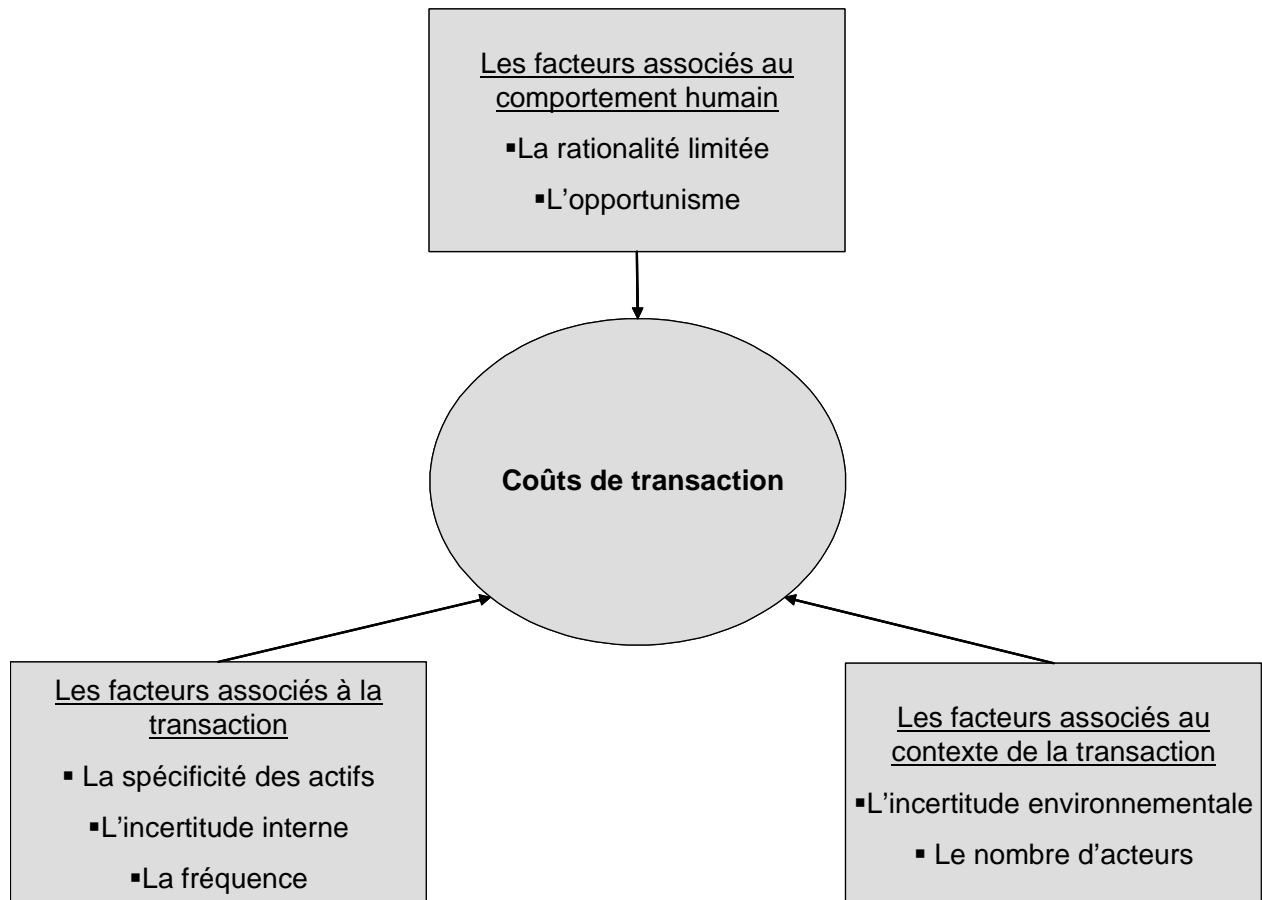 Les facteurs associés au
comportement humain
▪La rationalité limitée
▪L’opportunisme
Coûts de transaction
Les facteurs associés à la
transaction
▪ La spécificité des actifs
▪L’incertitude interne
▪La fréquence
Les facteurs associés au
contexte de la transaction
▪L’incertitude environnementale
▪ Le nombre d’acteurs